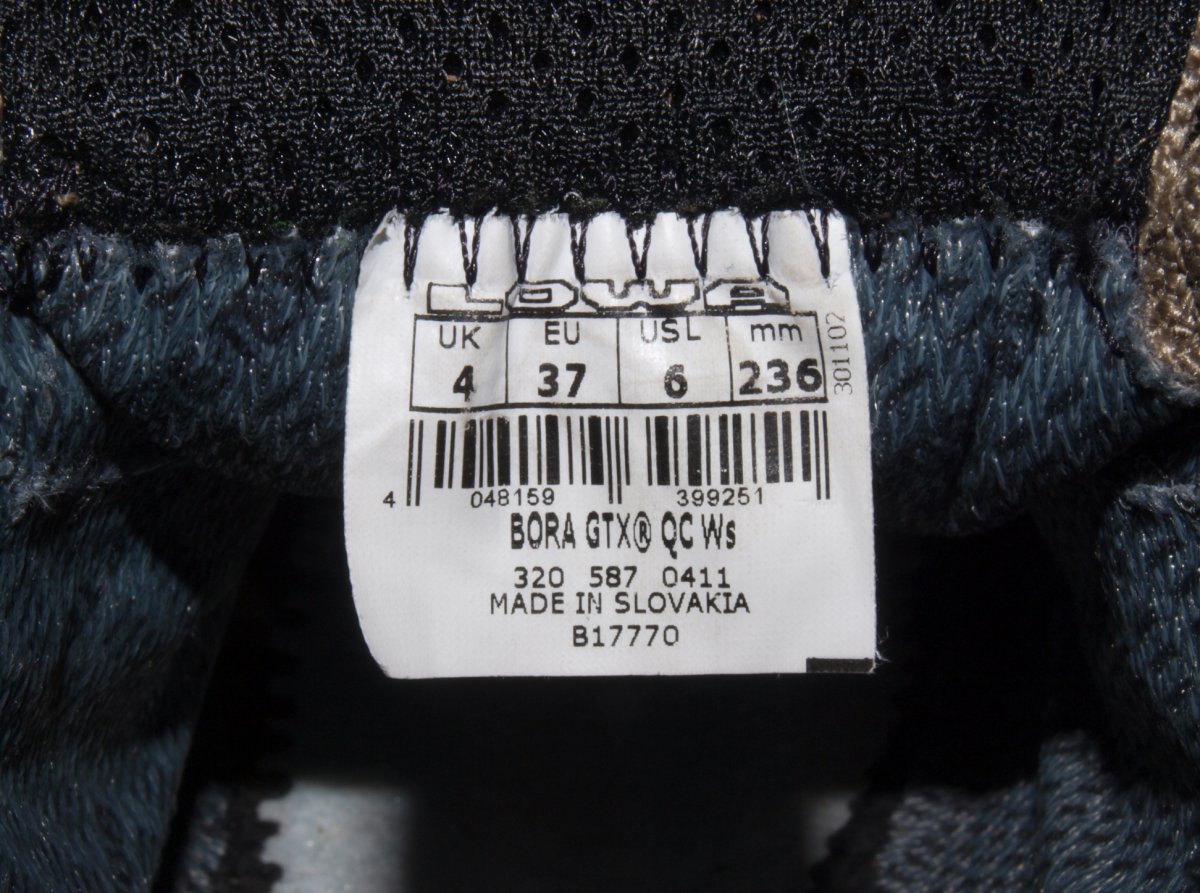 LOWA
UK EU USL mm
4 37 6 236
301102
4 048159 399251
BORA GTX® QC Ws
320 587 0411
MADE IN SLOVAKIA
B17770